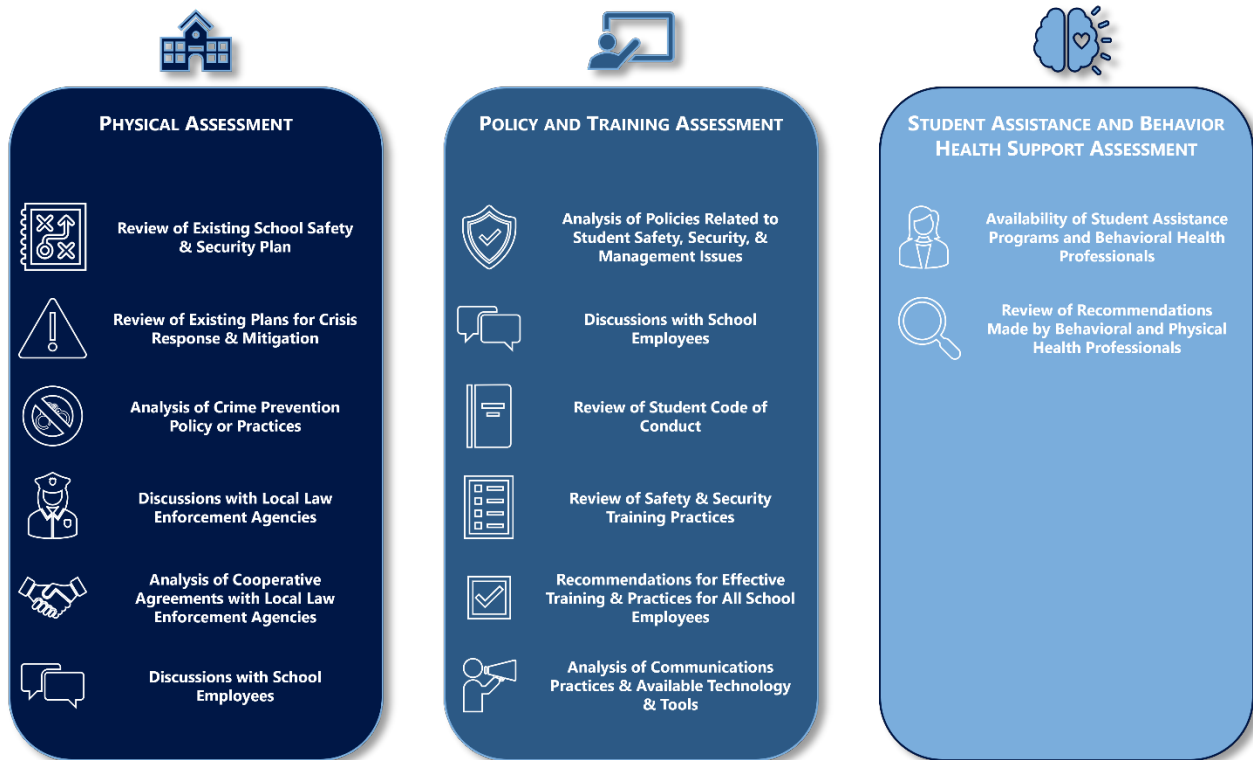 PHYSICAL ASSESSMENT
Review of Existing School Safety
& Security Plan
Review of Existing Plans for Crisis
Response & Mitigation
Analysis of Crime Prevention
Policy or Practices
Discussions with Local Law
Enforcement Agencies
Analysis of Cooperative
Agreements with Local Law
Enforcement Agencies
Discussions with School
Employees
POLICY AND TRAINING ASSESSMENT
Analysis of Policies Related to
Student Safety, Security, &
Management Issues
Discussions with School
Employees
Review of Student Code of
Conduct
Review of Safety & Security
Training Practices
Recommendations for Effective
Training & Practices for All School
Employees
Analysis of Communications
Practices & Available Technology
& Tools
STUDENT ASSISTANCE AND BEHAVIOR
HEALTH SUPPORT ASSESSMENT
Availability of Student Assistance
Programs and Behavioral Health
Professionals
Review of Recommendations
Made by Behavioral and Physical
Health Professionals